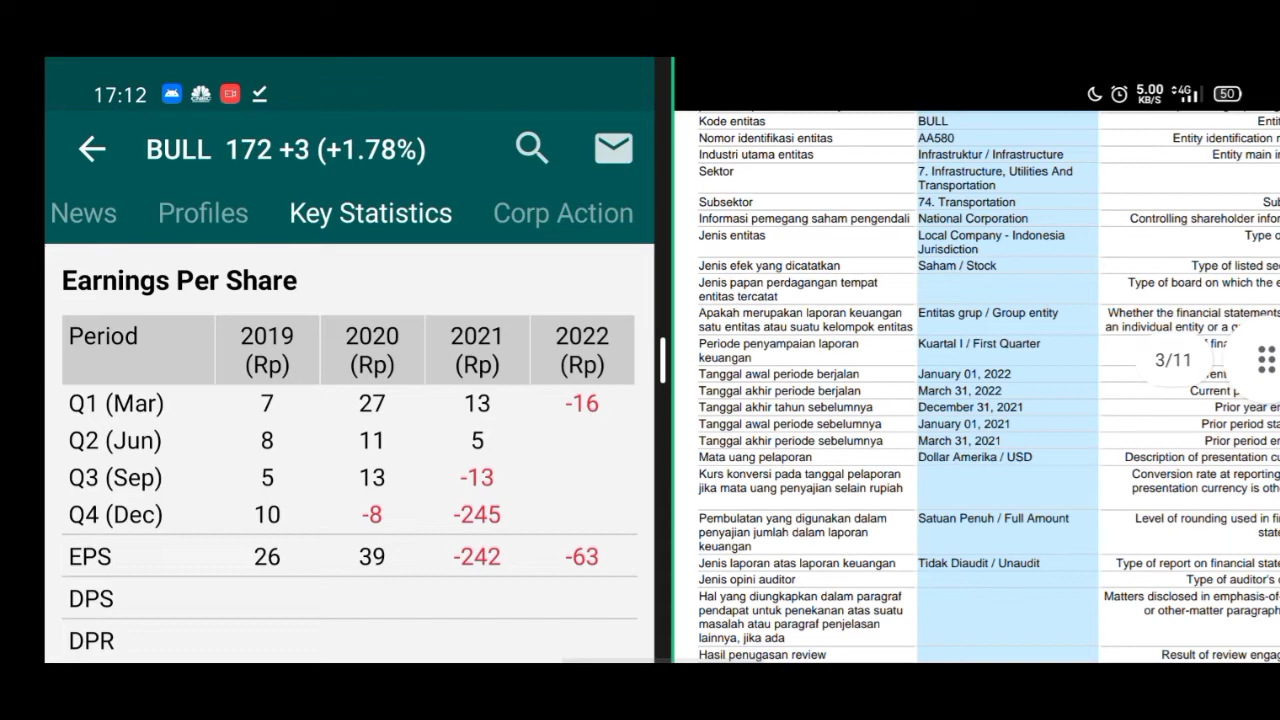 17:12
BULL 172 +3 (+1.78%)
News Profiles Key Statistics Corp Action
Earnings Per Share
Period 2019 (Rp) 2020 (Rp) 2021 (Rp) 2022 (Rp)
Q1 (Mar) 7 27 13 -16
Q2 (Jun) 8 11 5
Q3 (Sep) 5 13 -13
Q4 (Dec) 10 -8 -245
EPS 26 39 -242 -63
DPS
DPR
5.00 KB/S 4G 50
Kode entitas BULL Enti
Nomor identifikasi entitas AA580 Entity identification
Industri utama entitas Infrastruktur / Infrastructure Entity main i
Sektor 7. Infrastructure, Utilities And
Transportation
Subsektor 74. Transportation Su
Informasi pemegang saham pengendali National Corporation Controlling shareholder infor
Jenis entitas Local Company - Indonesia
Jurisdiction Type o
Jenis efek yang dicatatkan Saham / Stock Type of listed se
Jenis papan perdagangan tempat
entitas tercatat Type of board on which the e
Apakah merupakan laporan keuangan
satu entitas atau suatu kelompok entitas Entitas grup / Group entity Whether the financial statements
an individual entity or a
Periode penyampaian laporan
keuangan Kuartal I / First Quarter
3/11
Tanggal awal periode berjalan January 01, 2022
Tanggal akhir periode berjalan March 31, 2022 Current p
Tanggal akhir tahun sebelumnya December 31, 2021 Prior year e
Tanggal awal periode sebelumnya January 01, 2021 Prior period sta
Tanggal akhir periode sebelumnya March 31, 2021 Prior period e
Mata uang pelaporan Dollar Amerika / USD Description of presentation cu
Kurs konversi pada tanggal pelaporan
jika mata uang penyajian selain rupiah Conversion rate at reporting
presentation currency is othe
Pembulatan yang digunakan dalam
penyajian jumlah dalam laporan
keuangan Satuan Penuh / Full Amount Level of rounding used in fi
state
Jenis laporan atas laporan keuangan Tidak Diaudit / Unaudit Type of report on financial state
Jenis opini auditor Type of auditor's
Hal yang diungkapkan dalam paragraf
pendapat untuk penekanan atas suatu
masalah atau paragraf penjelasan
lainnya, jika ada Matters disclosed in emphasis-of-
or other-matter paragraph
Hasil penugasan review Result of review engag